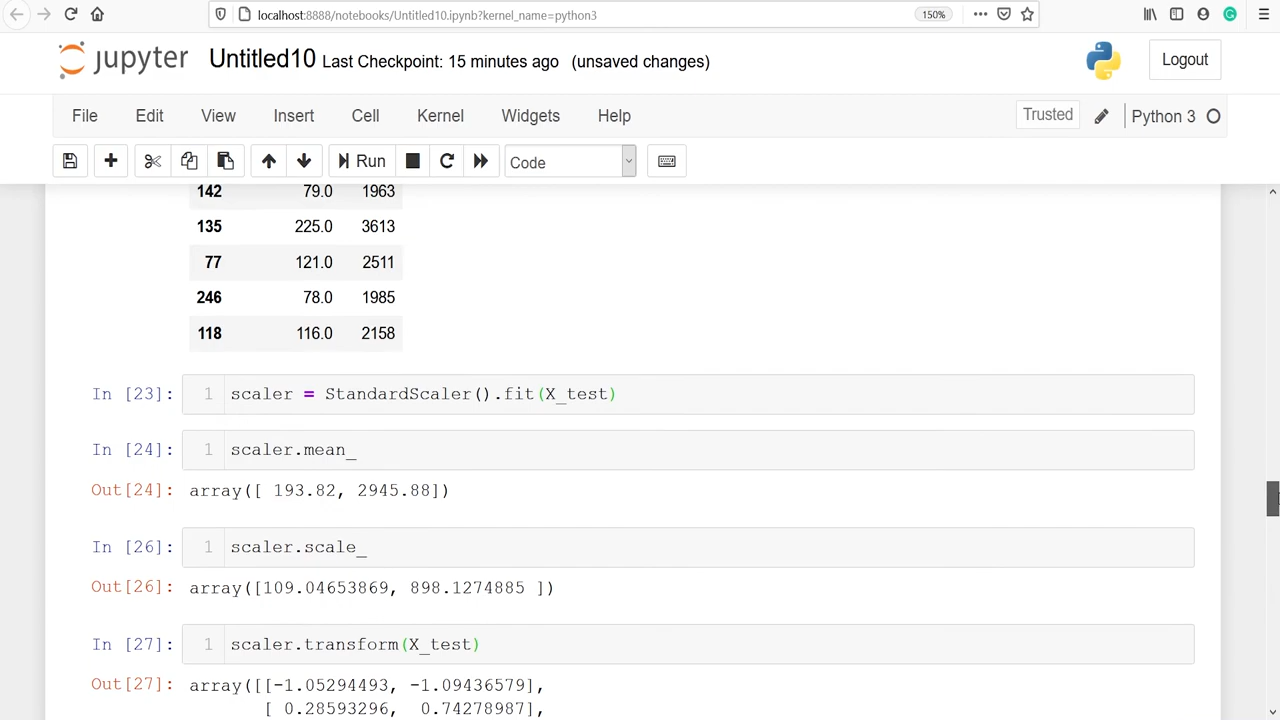 localhost:8888/notebooks/Untitled10.ipynb?kernel_name=python3 150%
jupyter Untitled10 Last Checkpoint: 15 minutes ago (unsaved changes) Logout
File Edit View Insert Cell Kernel Widgets Help Trusted Python 3
Run Code
142 79.0 1963
135 225.0 3613
77 121.0 2511
246 78.0 1985
118 116.0 2158
In [23]: 1 scaler = StandardScaler().fit(X_test)
In [24]: 1 scaler.mean_
Out[24]: array([ 193.82, 2945.88])
In [26]: 1 scaler.scale_
Out[26]: array([109.04653869, 898.1274885 ])
In [27]: 1 scaler.transform(X_test)
Out[27]: array([[-1.05294493, -1.09436579],
[ 0.28593296, 0.74278987],